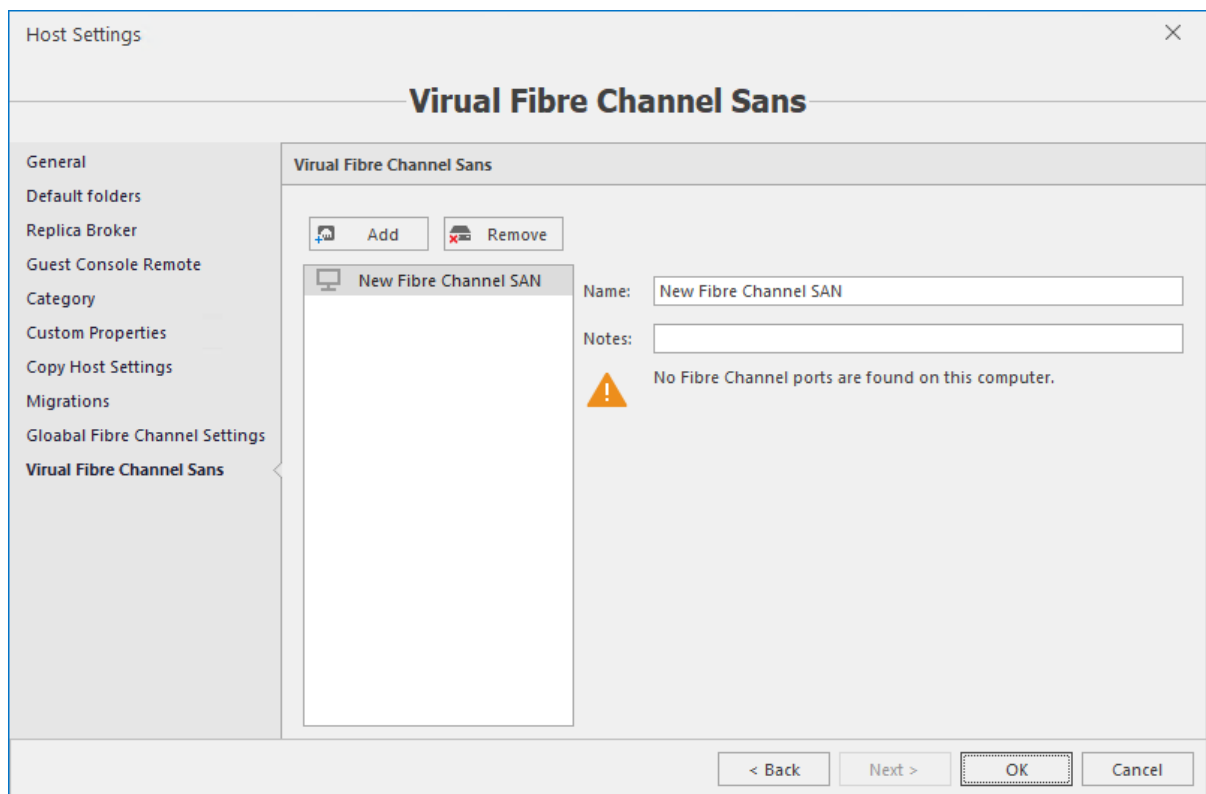 Host Settings
Virual Fibre Channel Sans
General
Default folders
Replica Broker
Guest Console Remote
Category
Custom Properties
Copy Host Settings
Migrations
Gloabal Fibre Channel Settings
Virual Fibre Channel Sans
Virual Fibre Channel Sans
Add Remove
New Fibre Channel SAN
Name: New Fibre Channel SAN
Notes:
No Fibre Channel ports are found on this computer.
< Back Next > OK Cancel